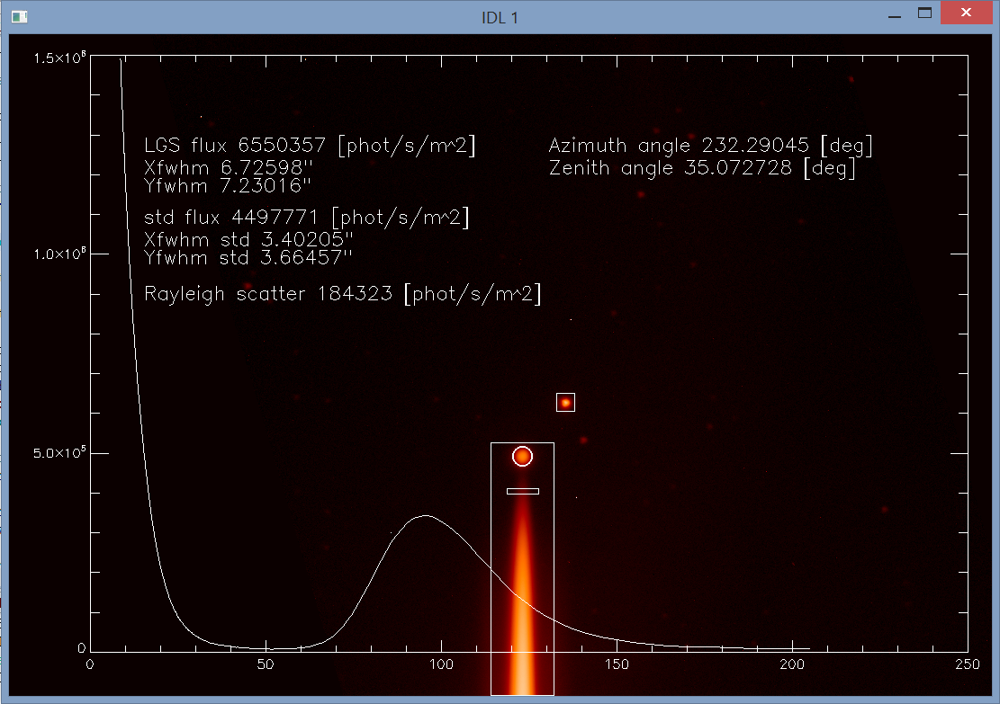 IDL 1
1.5×10⁶
LGS flux 6550357 [phot/s/m^2]
Xfwhm 6.72598"
Yfwhm 7.23016"
Azimuth angle 232.29045 [deg]
Zenith angle 35.072728 [deg]
std flux 4497771 [phot/s/m^2]
Xfwhm std 3.40205"
Yfwhm std 3.66457"
1.0×10⁶
Rayleigh scatter 184323 [phot/s/m^2]
5.0×10⁵
0
0 50 100 150 200 250